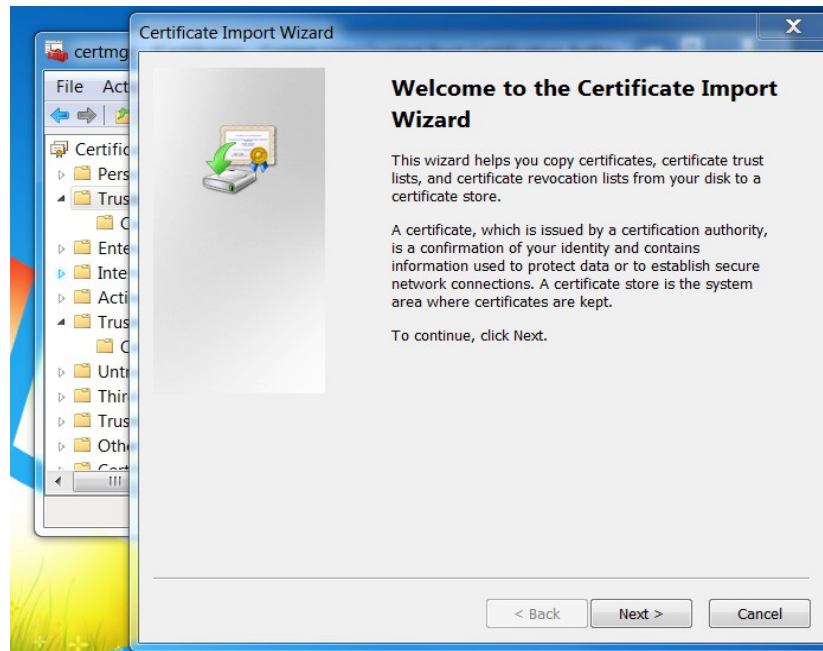 Certificate Import Wizard
X
certmg
File Act
Certific
Pers
Trus
C
Ente
Inte
Acti
Trus
C
Untr
Thir
Trus
Othe
Cert
Welcome to the Certificate Import
Wizard
This wizard helps you copy certificates, certificate trust
lists, and certificate revocation lists from your disk to a
certificate store.
A certificate, which is issued by a certification authority,
is a confirmation of your identity and contains
information used to protect data or to establish secure
network connections. A certificate store is the system
area where certificates are kept.
To continue, click Next.
< Back Next > Cancel